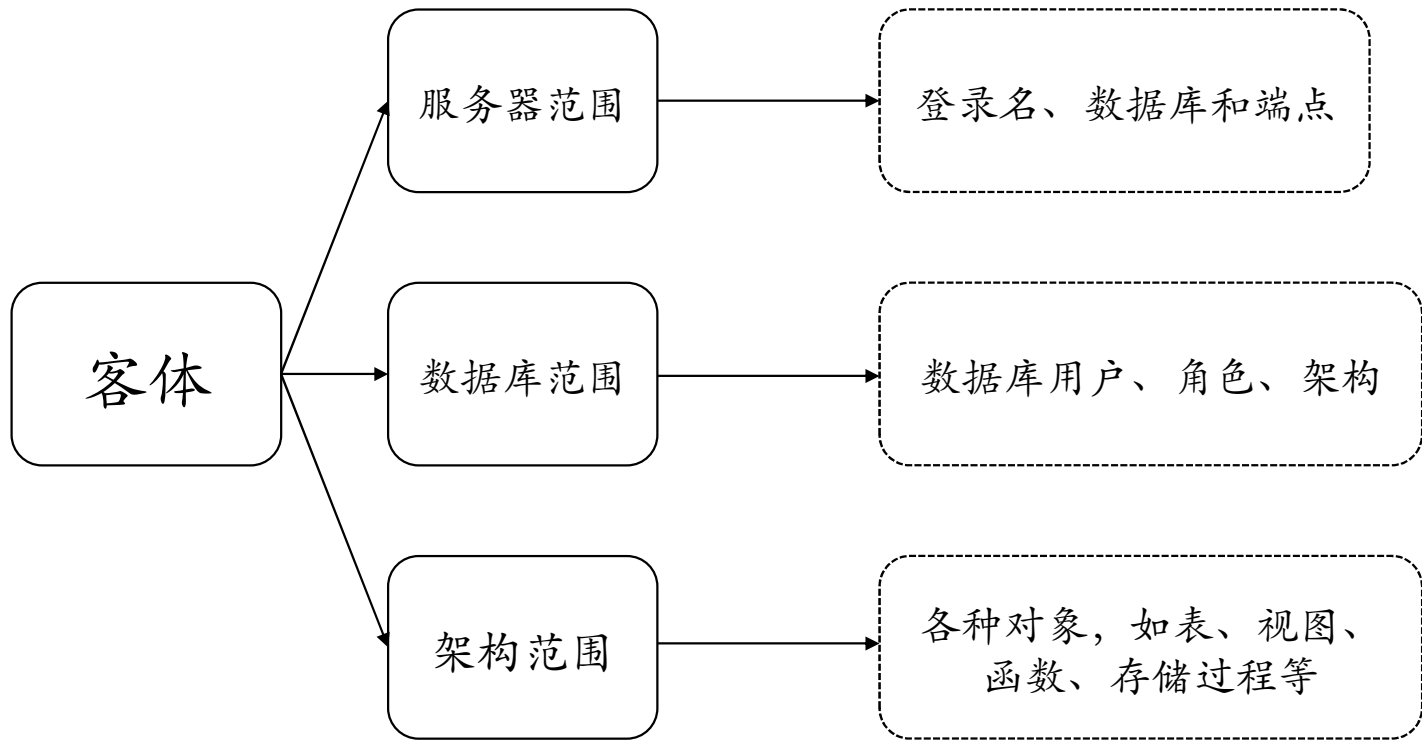 服务器范围
登录名、数据库和端点
客体
数据库范围
数据库用户、角色、架构
架构范围
各种对象，如表、视图、
函数、存储过程等